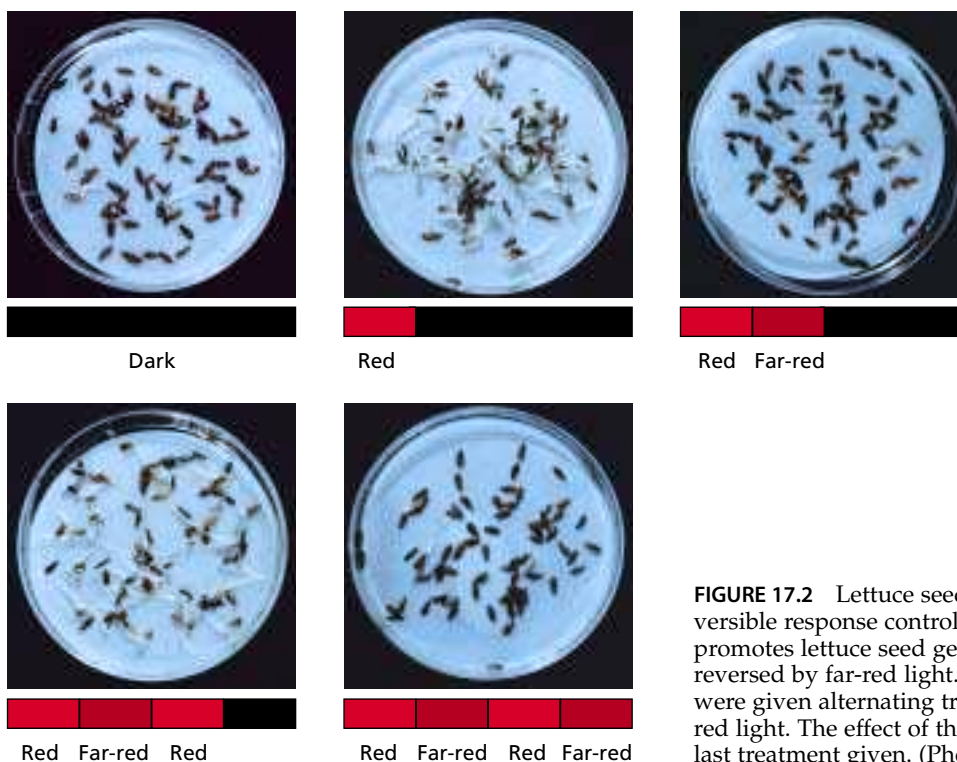 Dark
Red
Red Far-red
Red Far-red Red
Red Far-red Red Far-red
FIGURE 17.2 Lettuce seed
versible response control
promotes lettuce seed ge
reversed by far-red light.
were given alternating tr
red light. The effect of th
last treatment given. (Pho